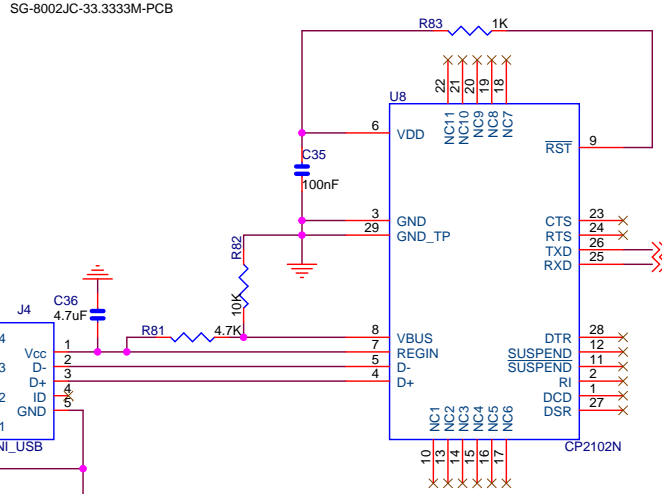 SG-8002JC-33.3333M-PCB
R83
1K
22
21
20
19
18
U8
NC11
NC10
NC9
NC8
NC7
6
VDD
RST
9
C35
100nF
3
GND
29
GND_TP
CTS
23
RTS
24
TXD
26
RXD
25
R82
10K
C36
4.7uF
J4
R81
4.7K
8
VBUS
7
REGIN
5
D-
4
D+
DTR
28
SUSPEND
12
SUSPEND
11
RI
2
DCD
1
DSR
27
4
Vcc
1
3
D-
2
D+
3
2
ID
4
GND
5
1
NI_USB
NC1
NC2
NC3
NC4
NC5
NC6
10
13
14
15
16
17
CP2102N